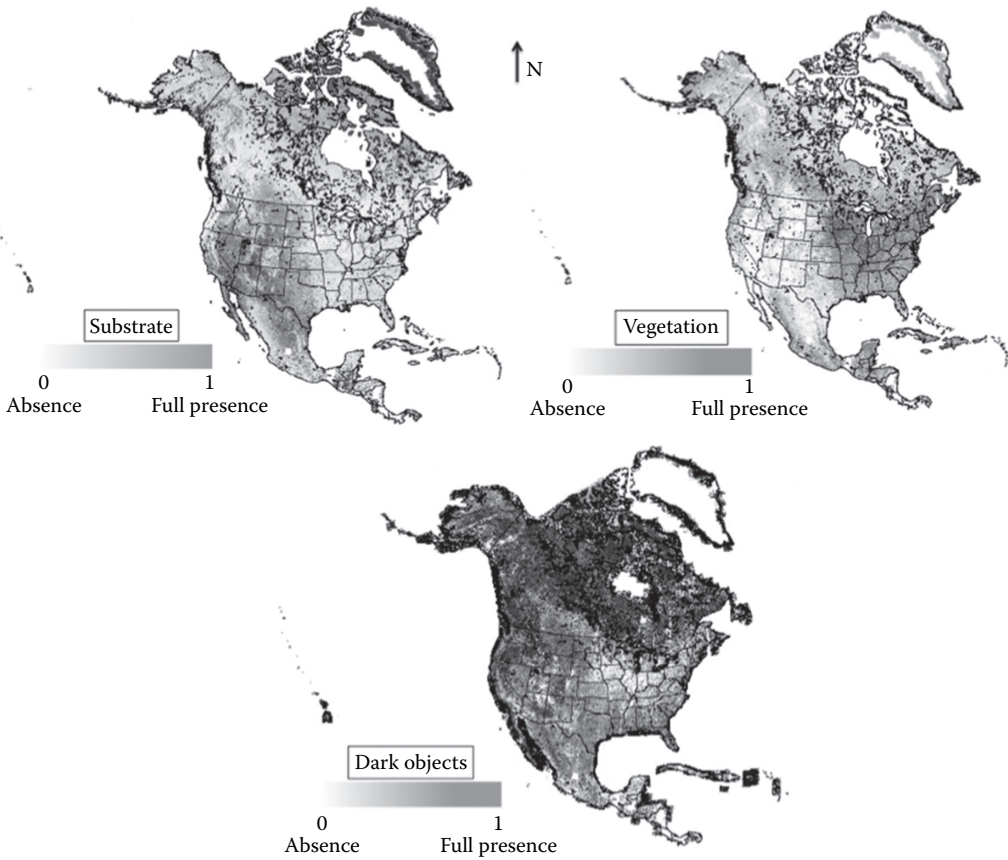 N
Substrate
0 1
Absence Full presence
Vegetation
0 1
Absence Full presence
Dark objects
0 1
Absence Full presence